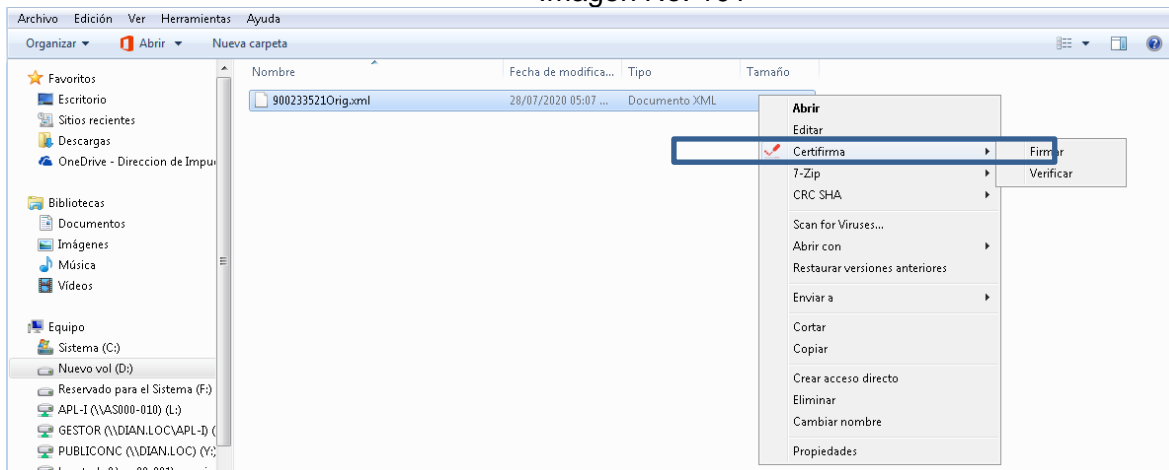 Archivo Edición Ver Herramientas Ayuda
Organizar Abrir Nueva carpeta
Favoritos
Escritorio
Sitios recientes
Descargas
OneDrive - Direccion de Impu
Bibliotecas
Documentos
Imágenes
Música
Vídeos
Equipo
Sistema (C:)
Nuevo vol (D:)
Reservado para el Sistema (F:)
APL-I (\\AS000-010) (L:)
GESTOR (\\DIAN.LOC\APL-I) (
PUBLICONC (\\DIAN.LOC) (Y:)
Nombre Fecha de modifica... Tipo Tamaño
900233521Orig.xml 28/07/2020 05:07 ... Documento XML
Abrir
Editar
Certifirma
7-Zip
CRC SHA
Scan for Viruses...
Abrir con
Restaurar versiones anteriores
Enviar a
Cortar
Copiar
Crear acceso directo
Eliminar
Cambiar nombre
Propiedades
Firmar
Verificar